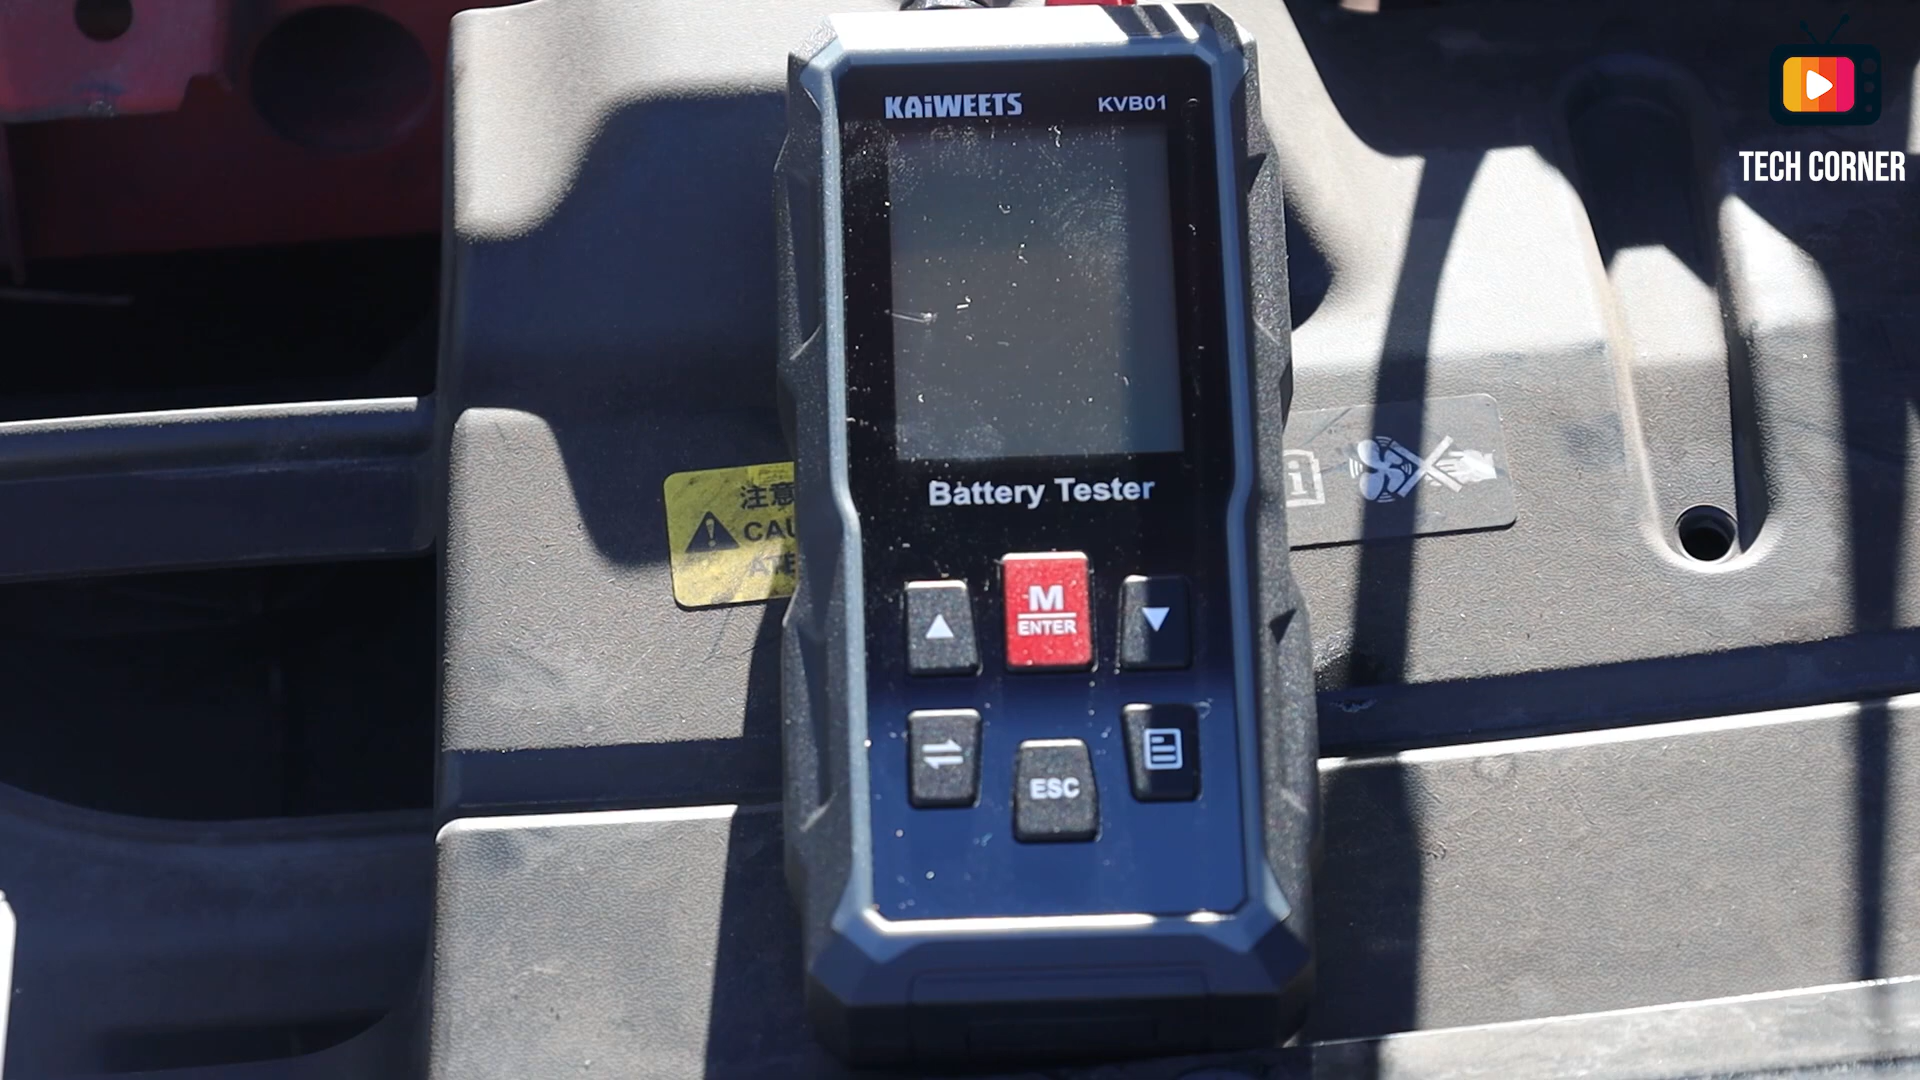 KAiWEETS KVB01
TECH CORNER
Battery Tester
注意
CAU
M
ENTER
ESC